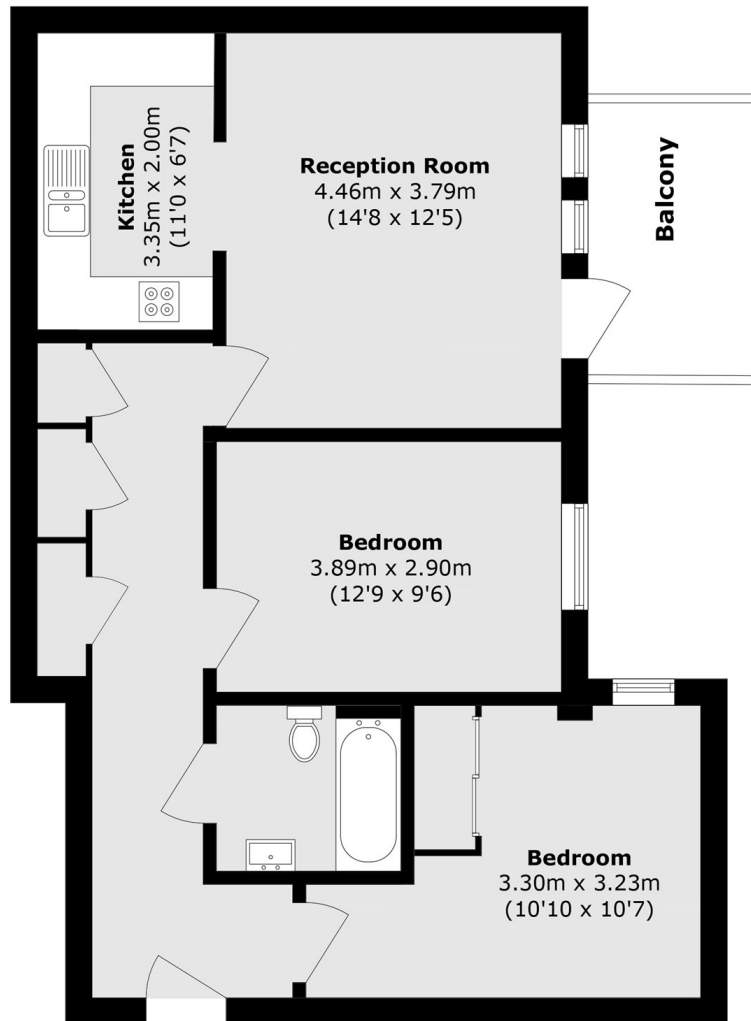 Kitchen
3.35m x 2.00m
(11'0 x 6'7)
Reception Room
4.46m x 3.79m
(14'8 x 12'5)
Balcony
Bedroom
3.89m x 2.90m
(12'9 x 9'6)
Bedroom
3.30m x 3.23m
(10'10 x 10'7)